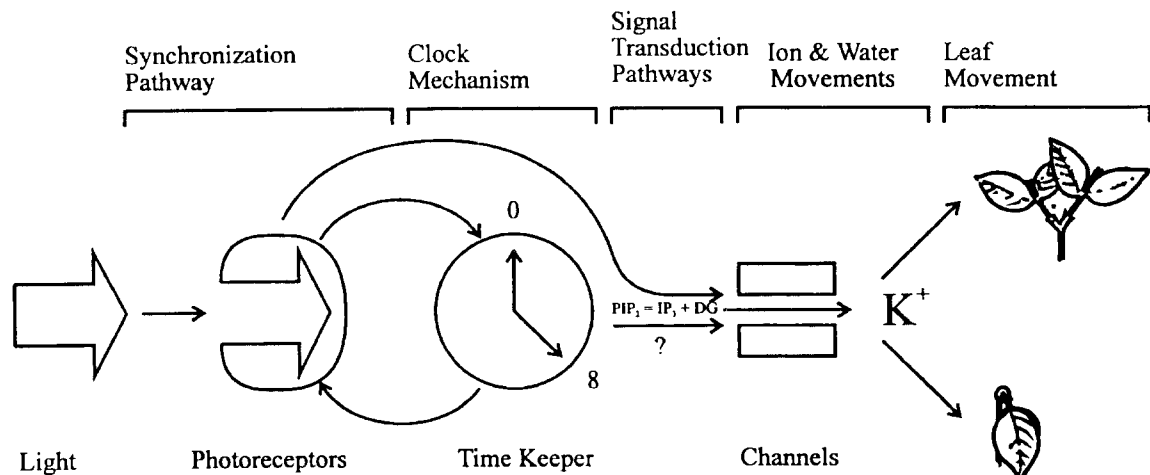 Synchronization
Pathway
Clock
Mechanism
Signal
Transduction
Pathways
Ion & Water
Movements
Leaf
Movement
0
8
PIP₂ = IP₃ + DG
?
K⁺
Light
Photoreceptors
Time Keeper
Channels